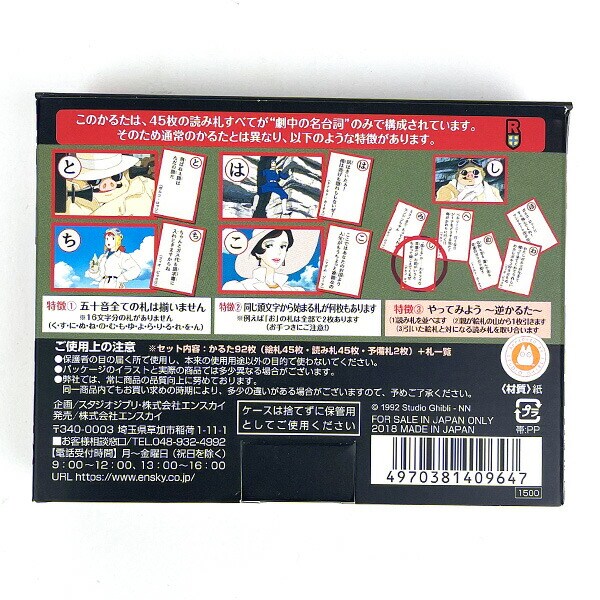 このかるたは、45枚の読み札すべてが“劇中の名台詞”のみで構成されています。
そのため通常のかるたとは異なり、以下のような特徴があります。
R
と
と
は
は
し
ち
ち
こ
こ
し
へ
特徴① 五十音全ての札は揃いません
※16文字分の札がありません
特徴② 同じ頭文字から始まる札が何枚もあります
※例えば「お」の札は全部で2枚あります
(お手つきにご注意!)
特徴③ やってみよう ～逆かるた～
①読み札を並べます ②親が絵札の山から1枚引きます
③引いた絵札と対になる読み札を取り合います
ご使用上の注意 ※セット内容:かるた92枚(絵札45枚・読み札45枚・予備札2枚)+札一覧
●保護者の目の届く所で使用し、本来の使用用途以外の目的で使わないでください。
●パッケージのイラストと実際の商品では多少異なる場合があります。
●弊社では、常に商品の品質向上に努めております。
同一商品内でもお買い求めの時期により、多少の違いがある場合がございますので、予めご了承ください。
企画/スタジオジブリ・株式会社エンスカイ
発売/株式会社エンスカイ
〒340-0003 埼玉県草加市稲荷1-11-1
お客様相談窓口/TEL.048-932-4992
【電話受付時間】月～金曜日(祝日を除く)
9:00～12:00、13:00～16:00
URL https://www.ensky.co.jp/
ケースは捨てずに保管用
としてご使用ください
© 1992 Studio Ghibli - NN
FOR SALE IN JAPAN ONLY
2018 MADE IN JAPAN
〈材質〉紙
プラ
帯:PP
4970381409647
1500